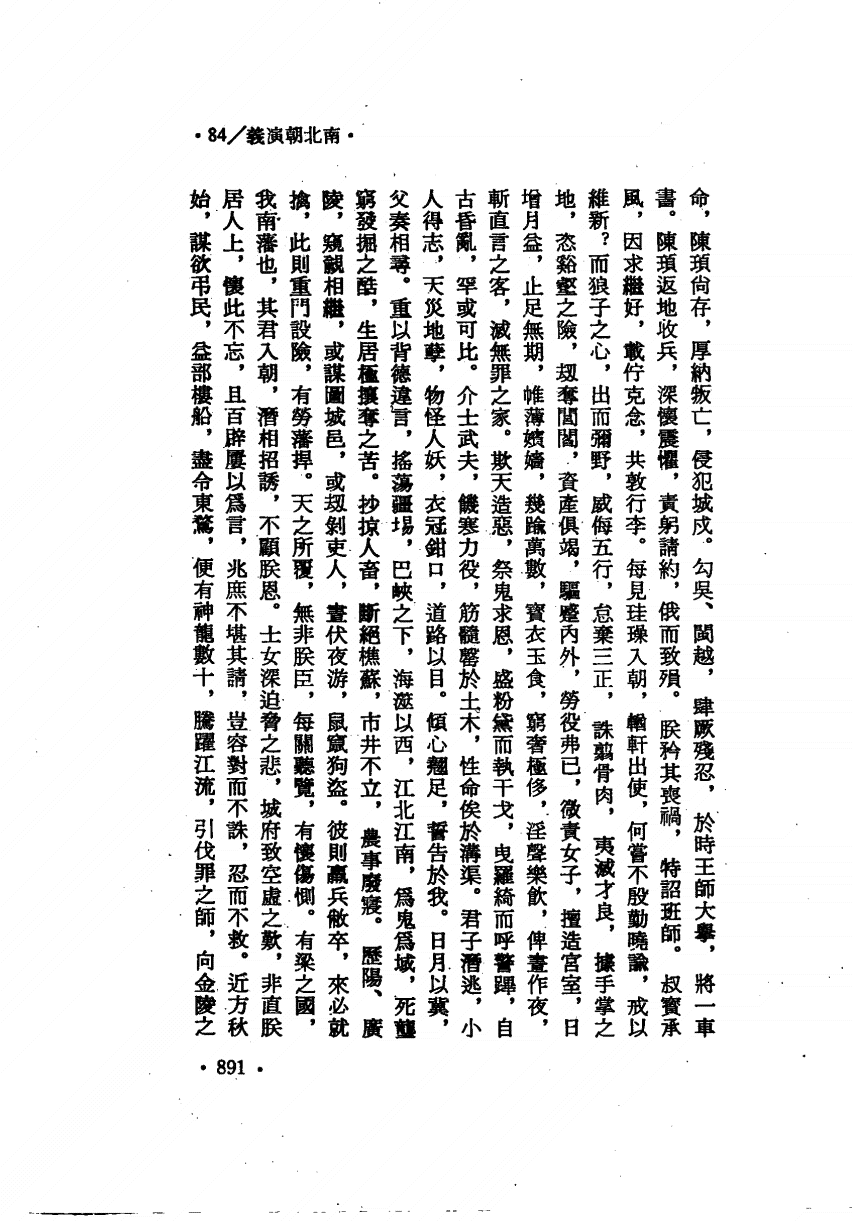 ·84／義演朝北南·
命，陳頊尙存，厚納叛亡，侵犯城戍。勾吳、閩越，肆厥殘忍，於時王師大擧，將一車
書。陳頊返地收兵，深懷震懼，責躬請約，俄而致殞。朕矜其喪禍，特詔班師。叔寶承
風，因求繼好，載佇克念，共敦行李。每見珪璪入朝，輶軒出使，何嘗不殷勤曉諭，戒以
維新？而狼子之心，出而彌野，威侮五行，怠棄三正，誅翦骨肉，夷滅才良，據手掌之
地，恣谿壑之險，刼奪閭閻，資產俱竭，驅蹙內外，勞役弗已，徵責女子，擅造宮室，日
增月益，止足無期，帷薄嬪嬙，幾踰萬數，寶衣玉食，窮奢極侈，淫聲樂飲，俾晝作夜，
斬直言之客，滅無罪之家。欺天造惡，祭鬼求恩，盛粉黛而執干戈，曳羅綺而呼警蹕，自
古昏亂，罕或可比。介士武夫，饑寒力役，筋髓罄於土木，性命俟於溝渠。君子潛逃，小
人得志，天災地孽，物怪人妖，衣冠鉗口，道路以目。傾心翹足，誓告於我。日月以冀，
父奏相尋。重以背德違言，搖蕩疆埸，巴峽之下，海澨以西，江北江南，爲鬼爲域，死壟
窮發掘之酷，生居極攘奪之苦。抄掠人畜，斷絕樵蘇，市井不立，農事廢寢。歷陽、廣
陵，窺覦相繼，或謀圖城邑，或刼剝吏人，晝伏夜游，鼠竄狗盜。彼則羸兵敝卒，來必就
擒，此則重門設險，有勞藩捍。天之所覆，無非朕臣，每關聽覽，有懷傷惻。有梁之國，
我南藩也，其君入朝，潛相招誘，不顧朕恩。士女深迫脅之悲，城府致空虛之歎，非直朕
居人上，懷此不忘，且百辟屢以爲言，兆庶不堪其請，豈容對而不誅，忍而不救。近方秋
始，謀欲弔民，益部樓船，盡令東騖，便有神龍數十，騰躍江流，引伐罪之師，向金陵之
·891·